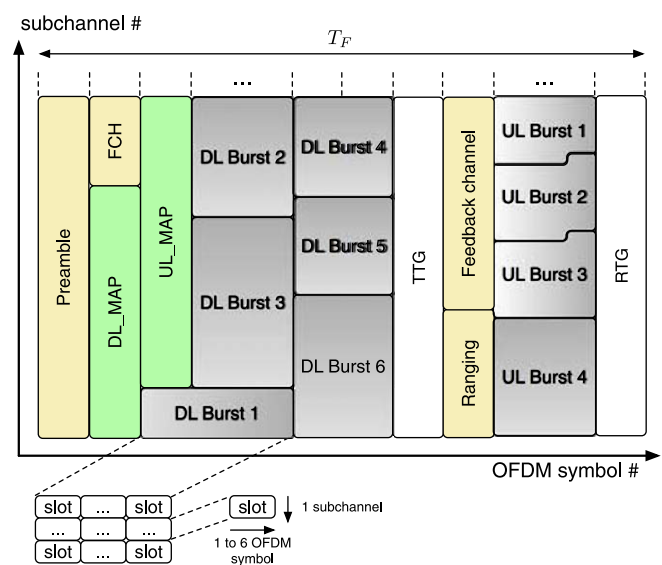 subchannel #
T_F
...
...
Preamble
FCH
DL_MAP
UL_MAP
DL Burst 2
DL Burst 3
DL Burst 1
DL Burst 4
DL Burst 5
DL Burst 6
TTG
Feedback channel
Ranging
UL Burst 1
UL Burst 2
UL Burst 3
UL Burst 4
RTG
OFDM symbol #
slot ... slot
... ... ...
slot ... slot
slot
1 subchannel
1 to 6 OFDM
symbol